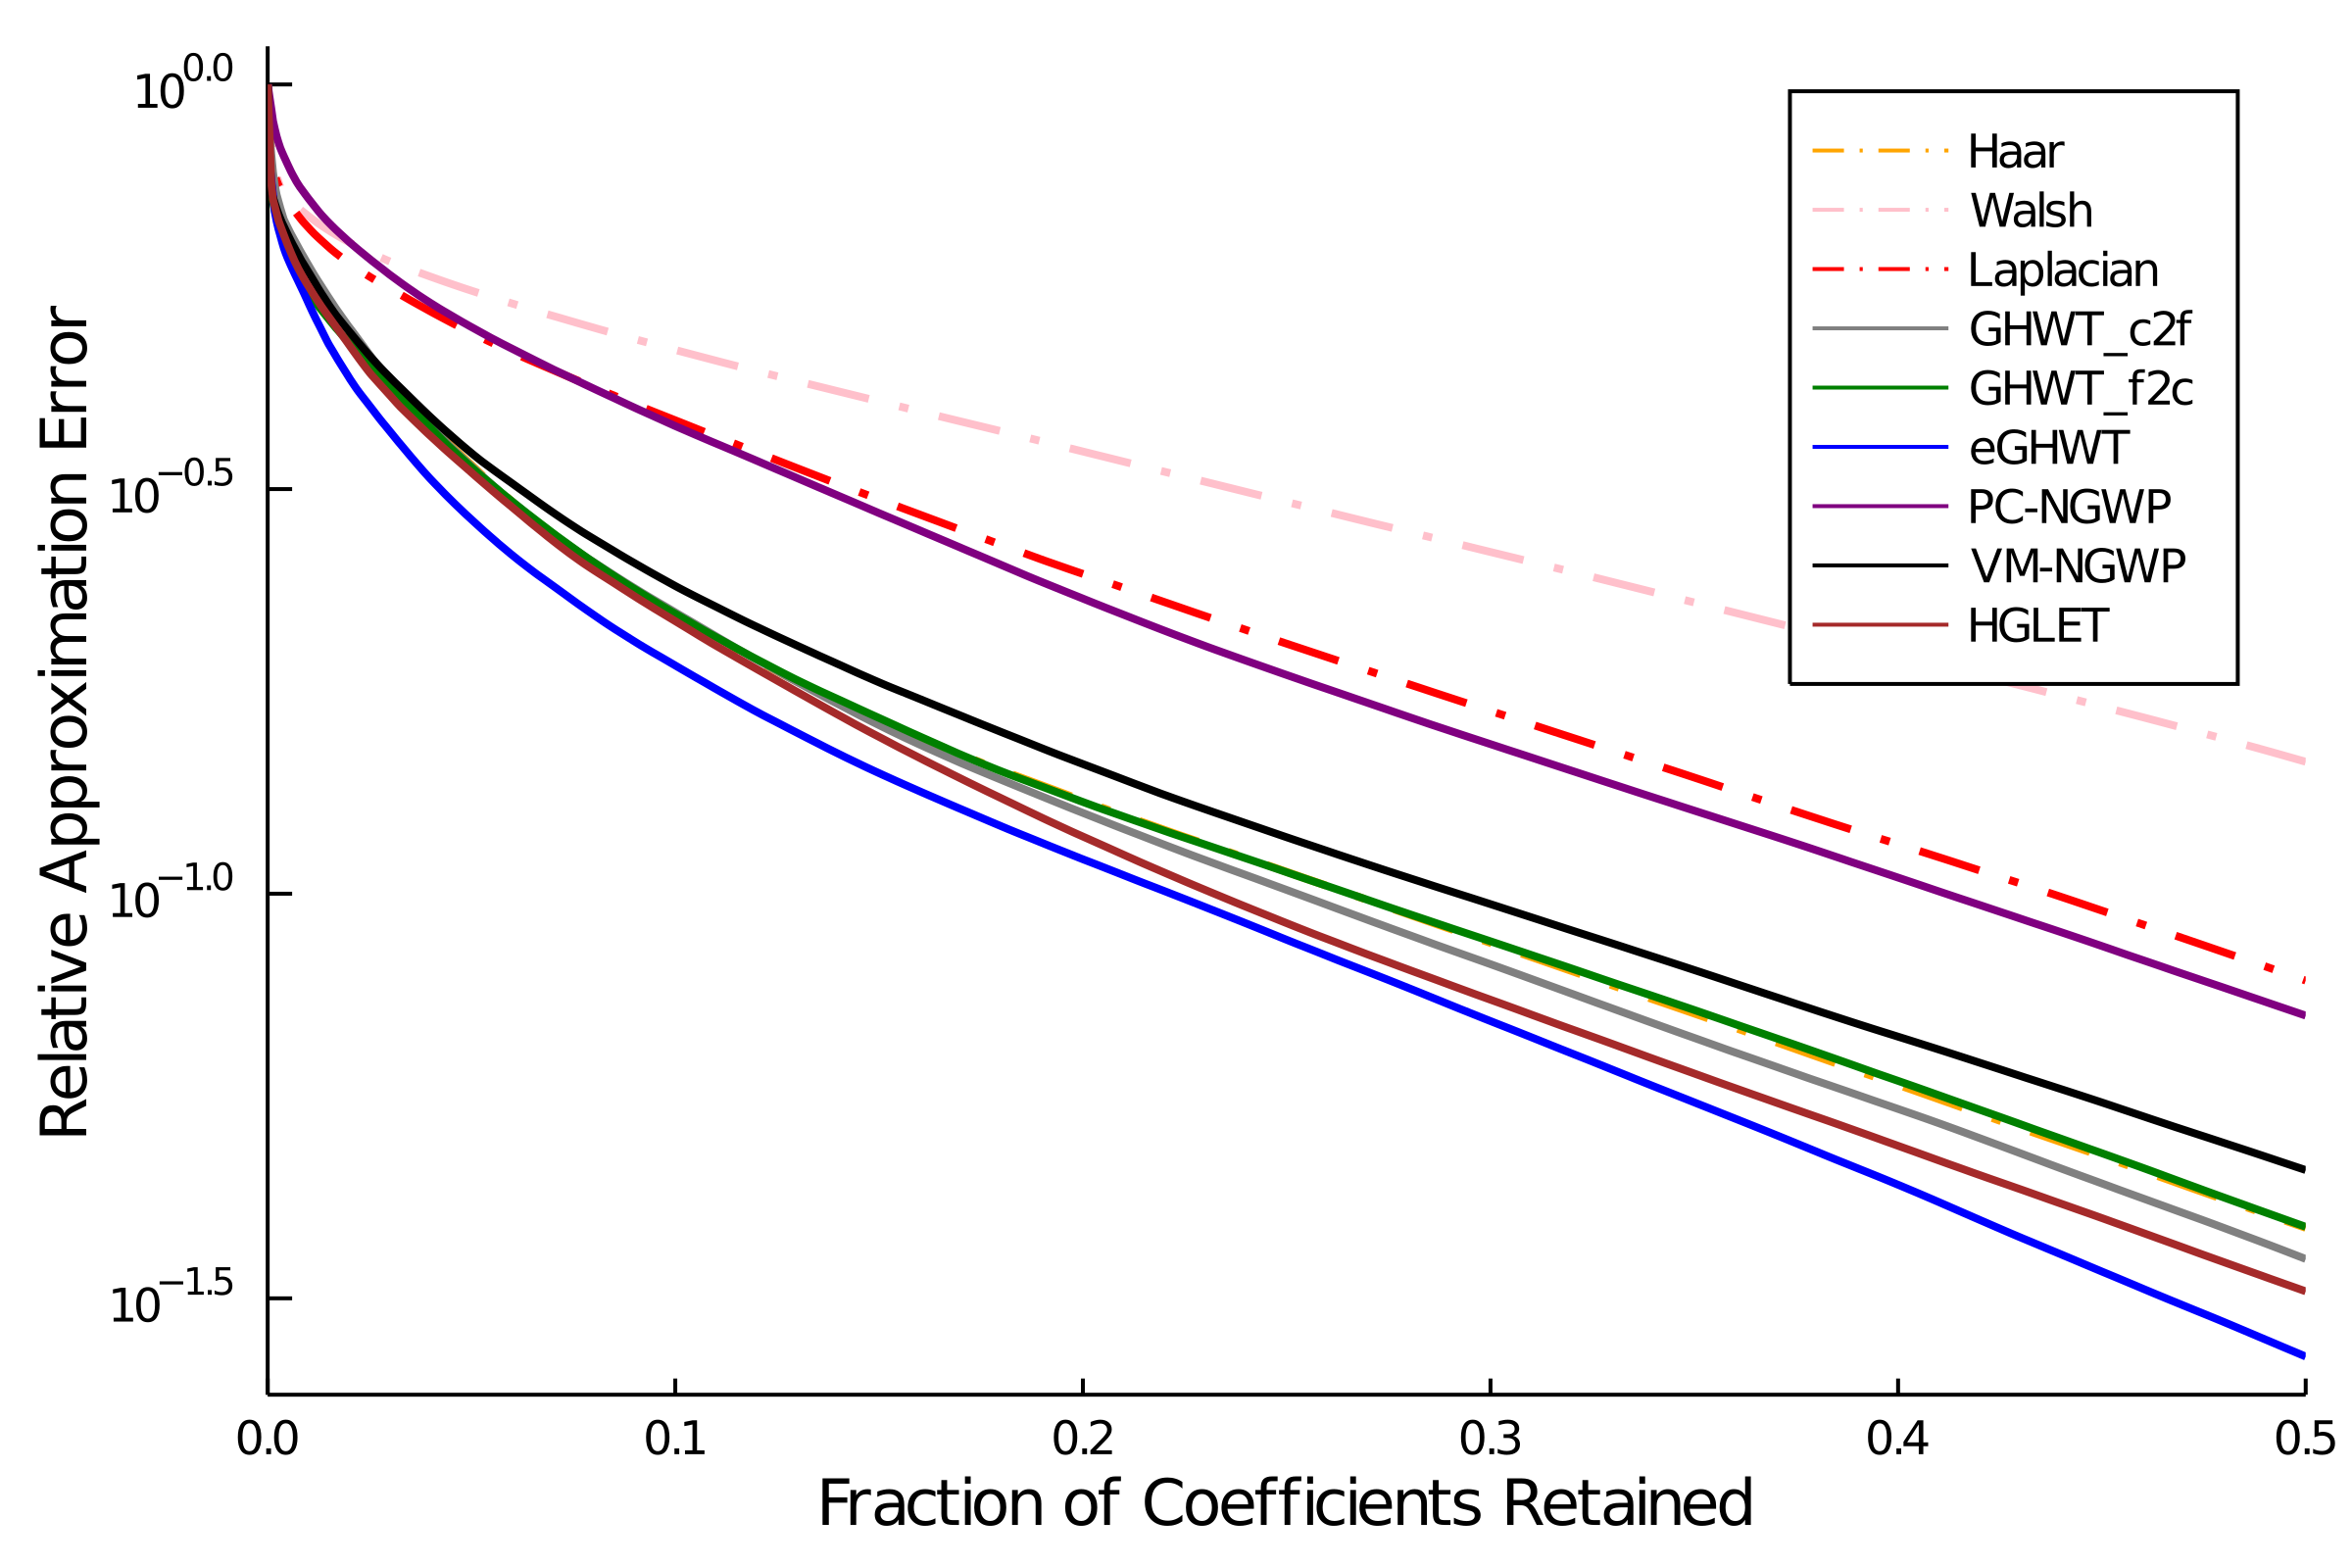 10^0.0
10^−0.5
10^−1.0
10^−1.5
Relative Approximation Error
Haar
Walsh
Laplacian
GHWT_c2f
GHWT_f2c
eGHWT
PC-NGWP
VM-NGWP
HGLET
0.0 0.1 0.2 0.3 0.4 0.5
Fraction of Coefficients Retained